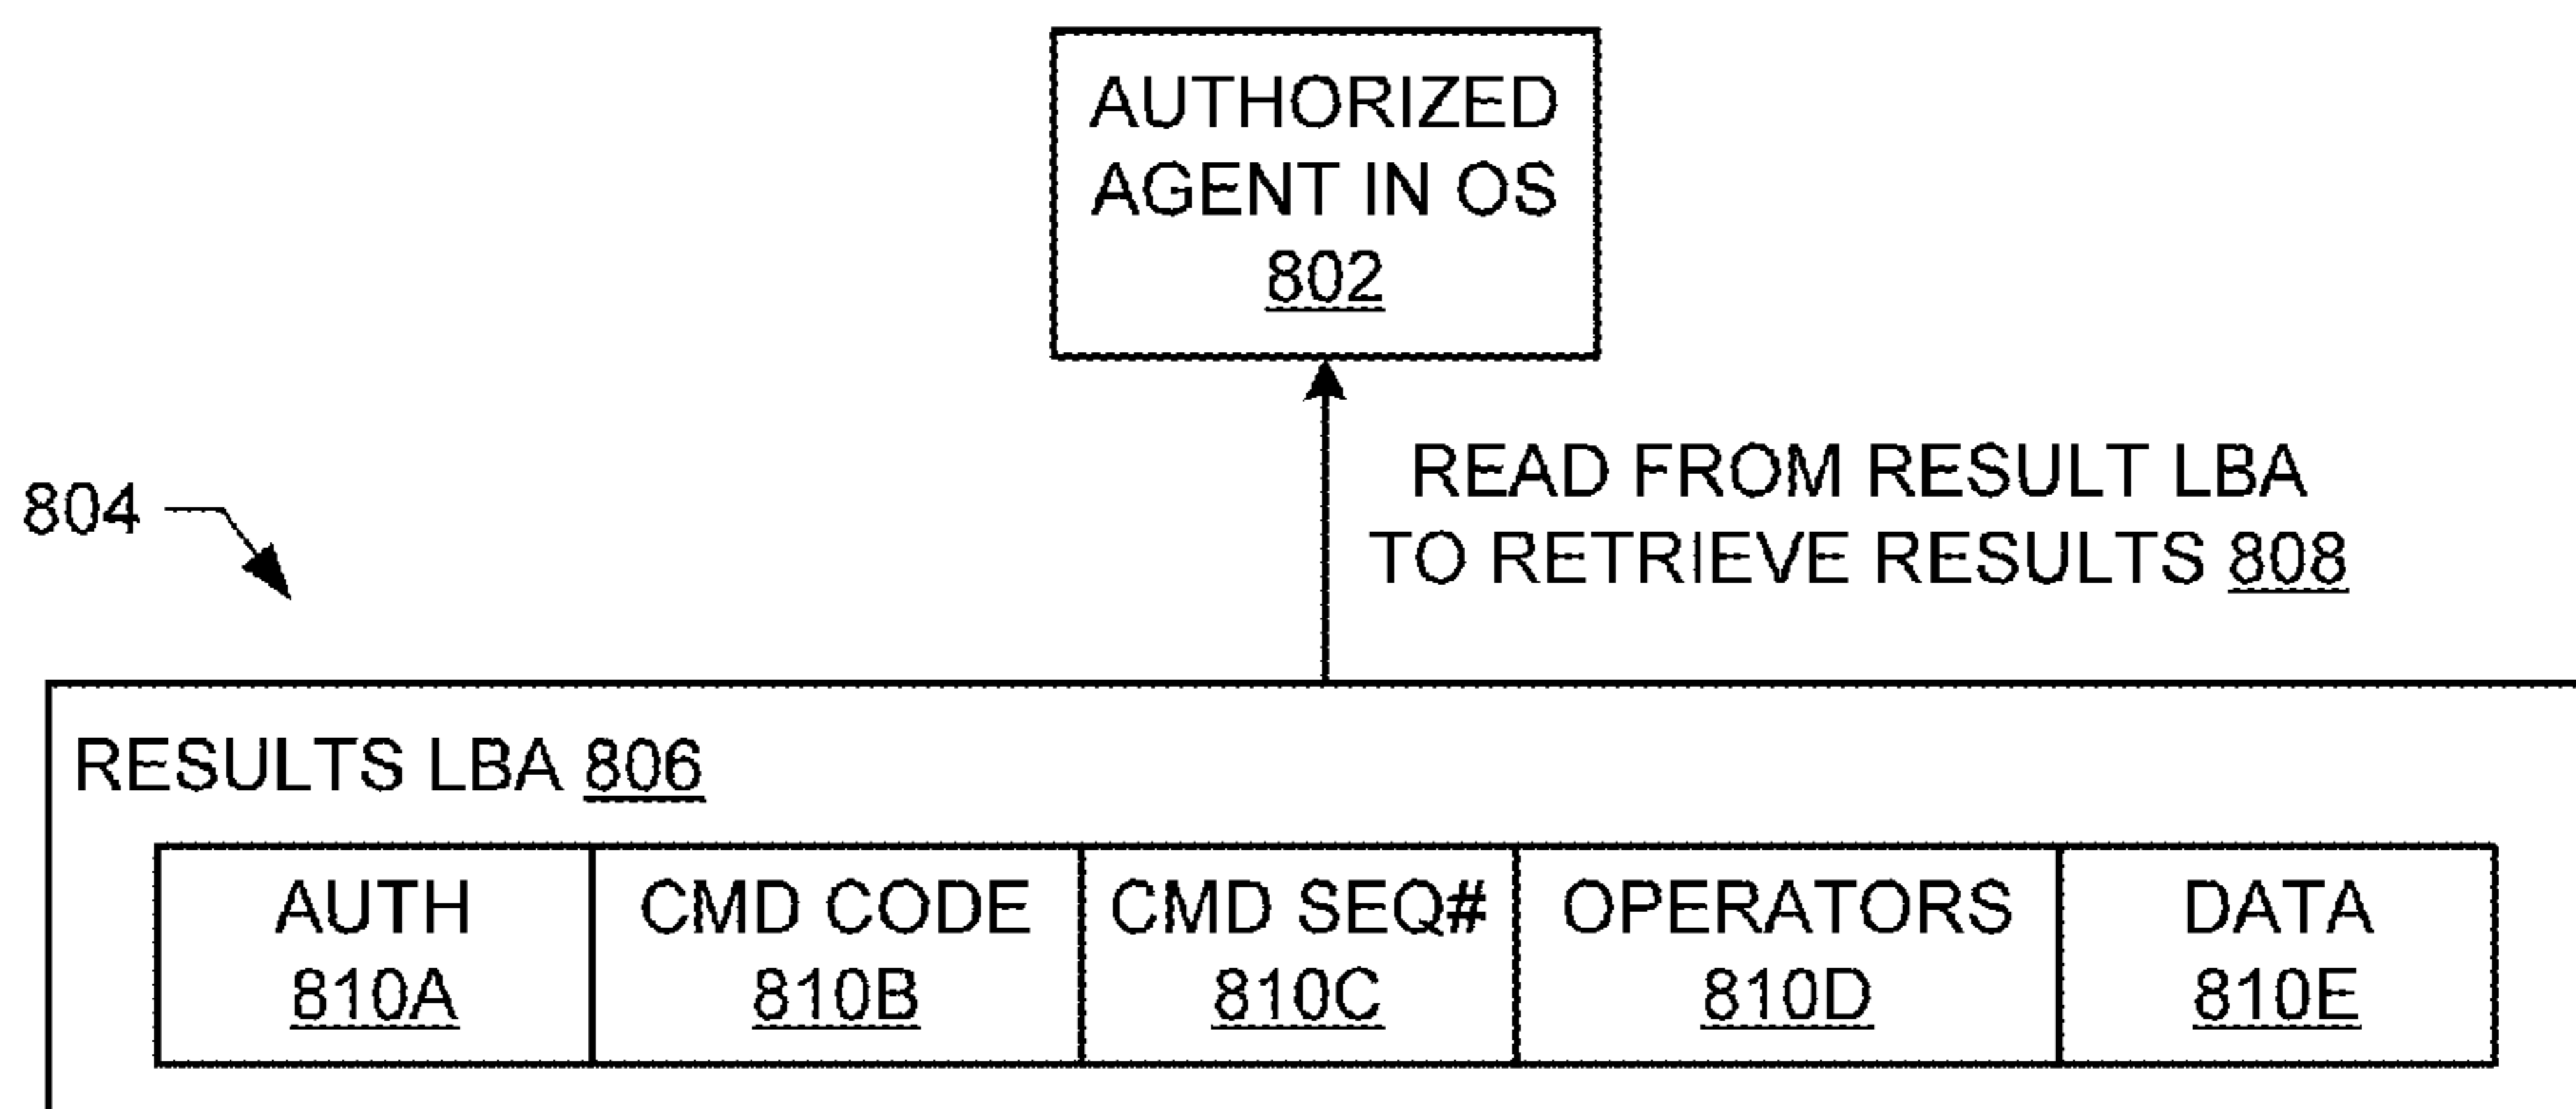 AUTHORIZED
AGENT IN OS
802
READ FROM RESULT LBA
804
TO RETRIEVE RESULTS 808
RESULTS LBA 806
AUTH CMD CODE CMD SEQ# OPERATORS DATA
810A 810B 810C 810D 810E